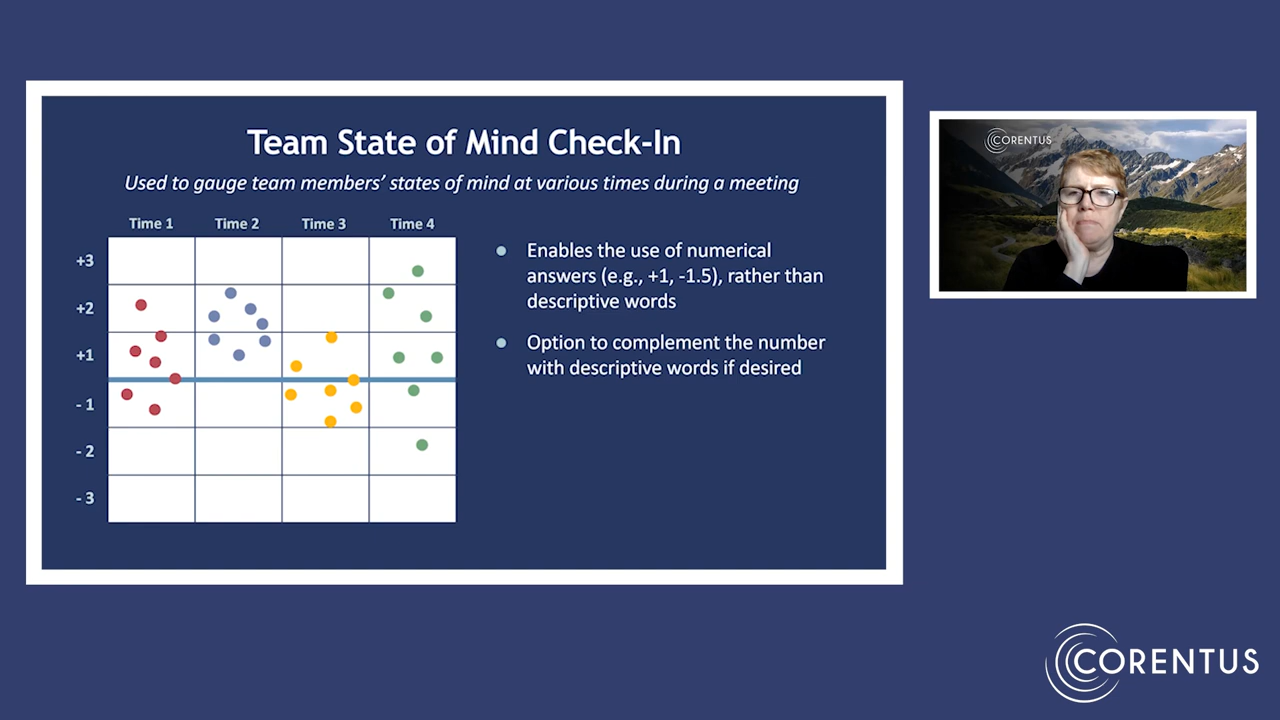 Team State of Mind Check-In
Used to gauge team members’ states of mind at various times during a meeting
Time 1 Time 2 Time 3 Time 4
+3
+2
+1
- 1
- 2
- 3
Enables the use of numerical
answers (e.g., +1, -1.5), rather than
descriptive words
Option to complement the number
with descriptive words if desired
CORENTUS
CORENTUS